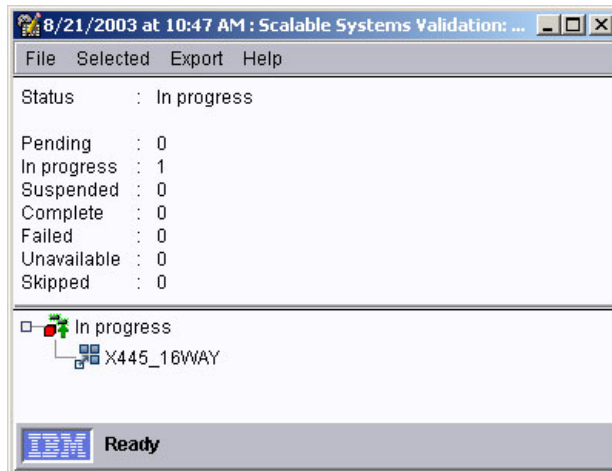 8/21/2003 at 10:47 AM : Scalable Systems Validation: ...
File Selected Export Help
Status : In progress
Pending : 0
In progress : 1
Suspended : 0
Complete : 0
Failed : 0
Unavailable : 0
Skipped : 0
In progress
X445_16WAY
IBM Ready